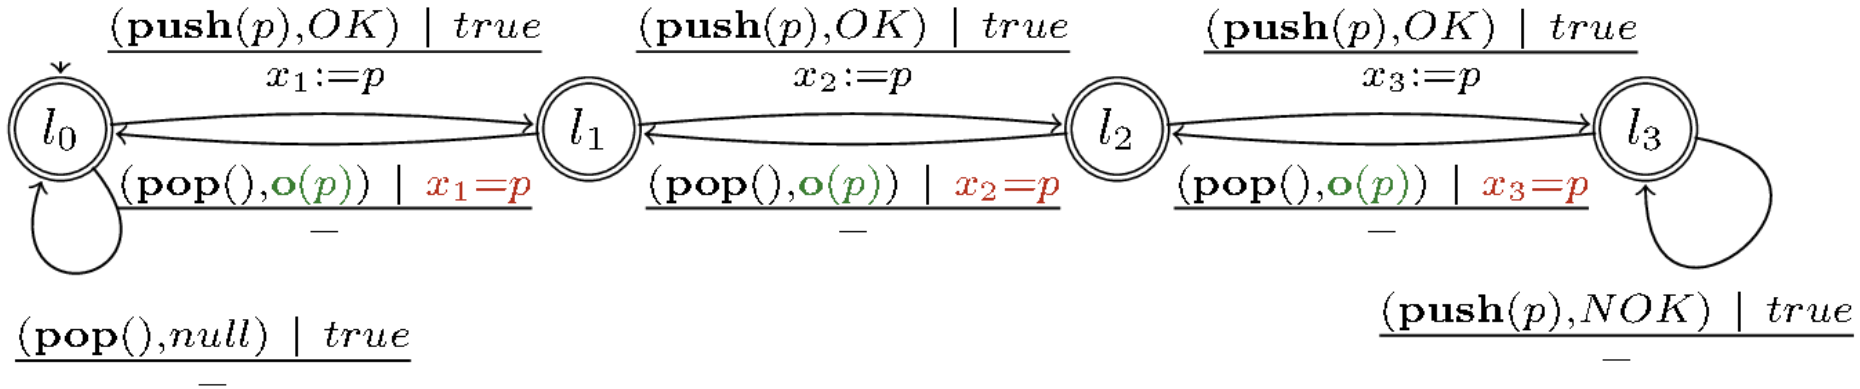 (push(p),OK) | true (push(p),OK) | true (push(p),OK) | true
x₁:=p x₂:=p x₃:=p
l₀ l₁ l₂ l₃
(pop(),o(p)) | x₁=p (pop(),o(p)) | x₂=p (pop(),o(p)) | x₃=p
− − −
(push(p),NOK) | true
(pop(),null) | true
−
−